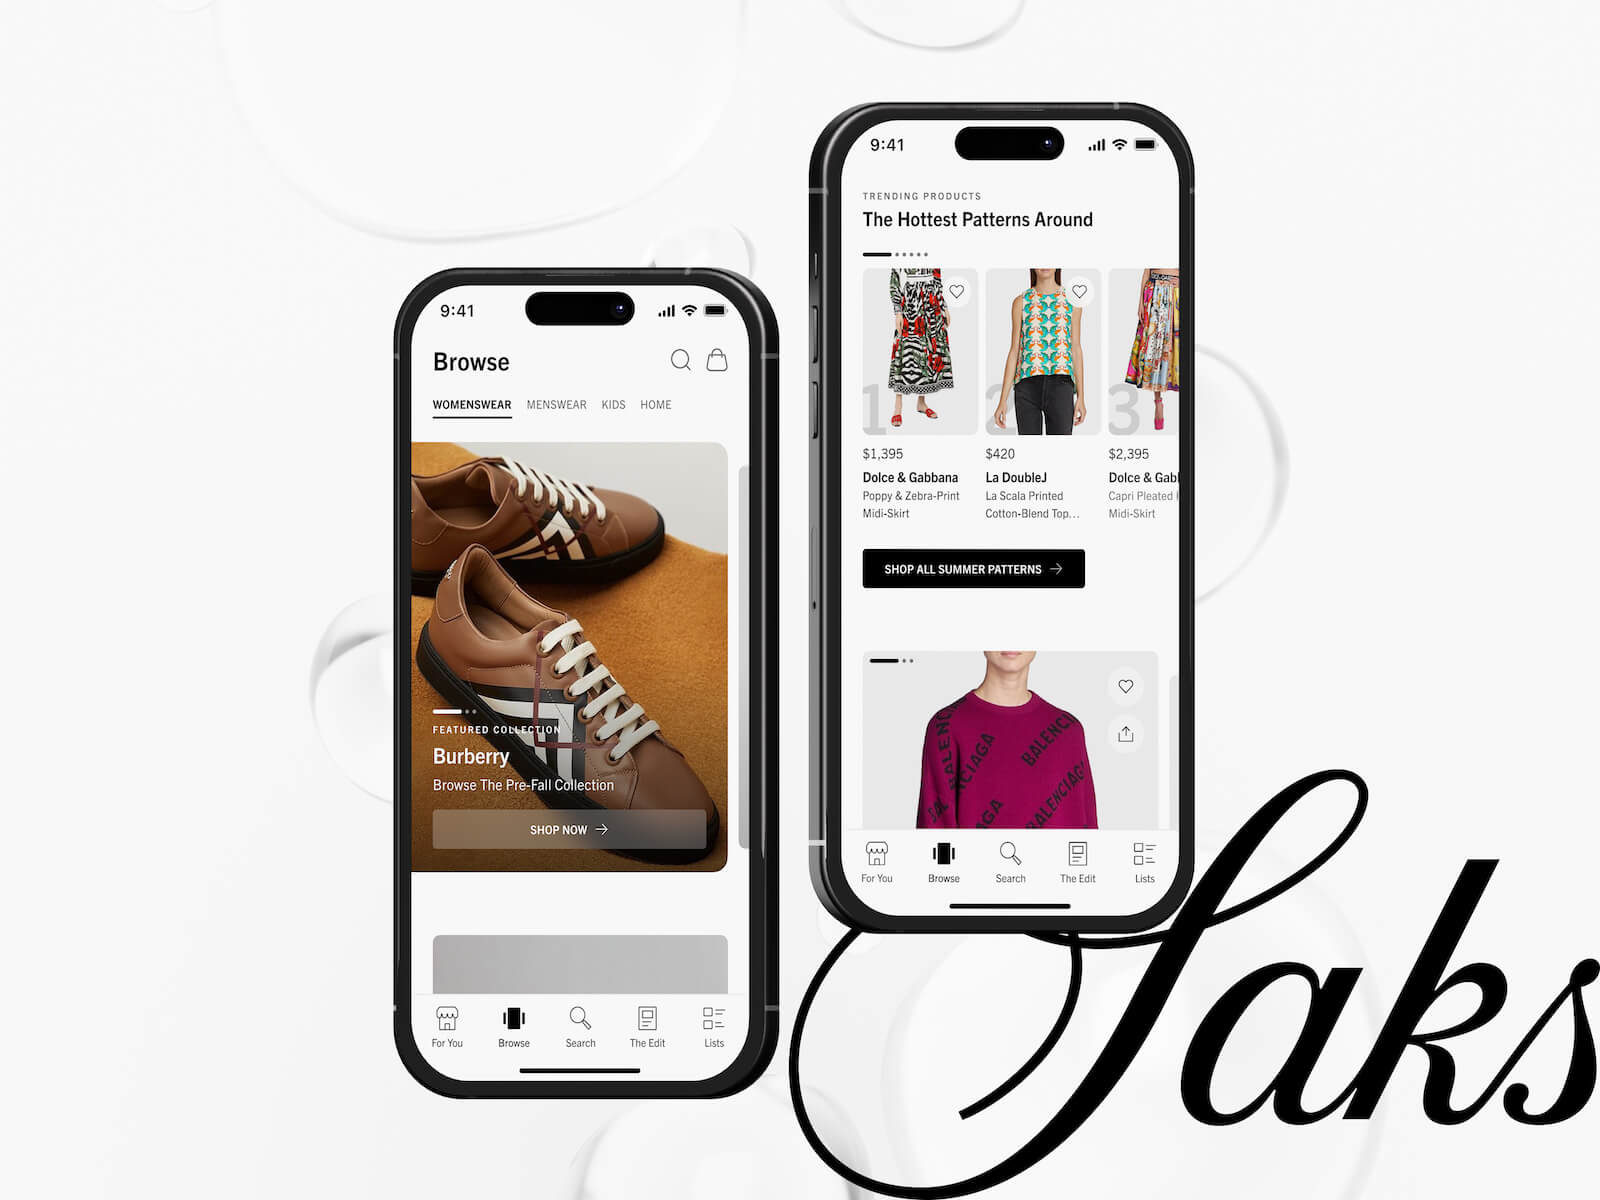 9:41
Browse
WOMENSWEAR MENSWEAR KIDS HOME
FEATURED COLLECTION
Burberry
Browse The Pre-Fall Collection
SHOP NOW
For You Browse Search The Edit Lists
9:41
TRENDING PRODUCTS
The Hottest Patterns Around
1 2 3
$1,395 $420 $2,395
Dolce & Gabbana La DoubleJ Dolce & Gabl
Poppy & Zebra-Print La Scala Printed Capri Pleated
Midi-Skirt Cotton-Blend Top... Midi-Skirt
SHOP ALL SUMMER PATTERNS
BALENCIAGA
BALENCIAGA
For You Browse Search The Edit Lists
Saks